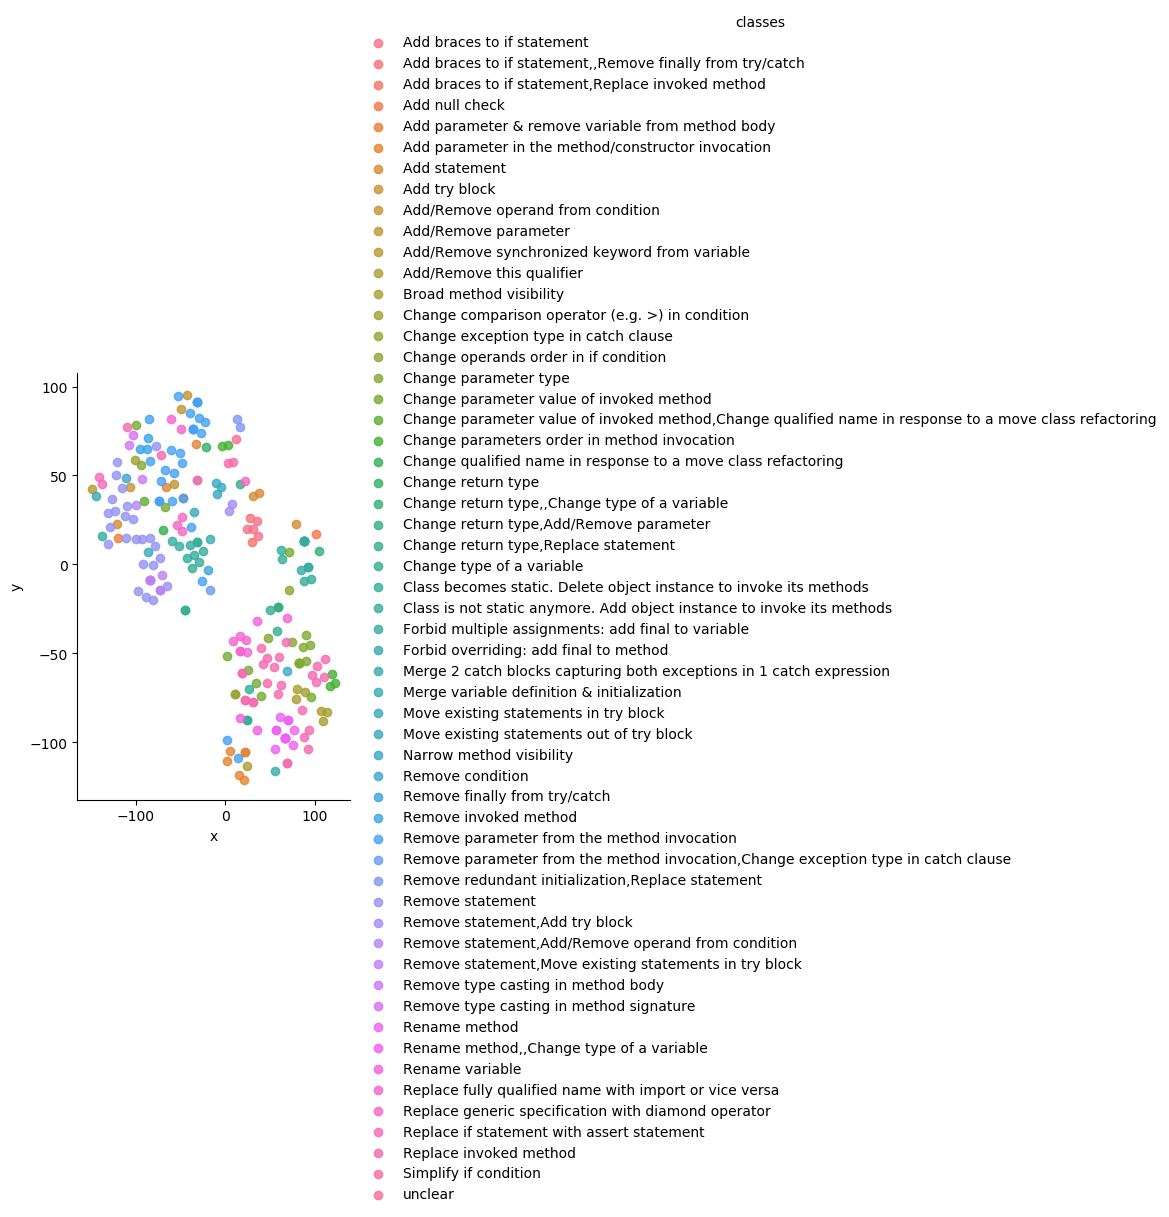 classes
Add braces to if statement
Add braces to if statement,,Remove finally from try/catch
Add braces to if statement,Replace invoked method
Add null check
Add parameter & remove variable from method body
Add parameter in the method/constructor invocation
Add statement
Add try block
Add/Remove operand from condition
Add/Remove parameter
Add/Remove synchronized keyword from variable
Add/Remove this qualifier
Broad method visibility
Change comparison operator (e.g. >) in condition
Change exception type in catch clause
Change operands order in if condition
Change parameter type
Change parameter value of invoked method
Change parameter value of invoked method,Change qualified name in response to a move class refactoring
Change parameters order in method invocation
Change qualified name in response to a move class refactoring
Change return type
Change return type,,Change type of a variable
Change return type,Add/Remove parameter
Change return type,Replace statement
Change type of a variable
Class becomes static. Delete object instance to invoke its methods
Class is not static anymore. Add object instance to invoke its methods
Forbid multiple assignments: add final to variable
Forbid overriding: add final to method
Merge 2 catch blocks capturing both exceptions in 1 catch expression
Merge variable definition & initialization
Move existing statements in try block
Move existing statements out of try block
Narrow method visibility
Remove condition
Remove finally from try/catch
Remove invoked method
Remove parameter from the method invocation
Remove parameter from the method invocation,Change exception type in catch clause
Remove redundant initialization,Replace statement
Remove statement
Remove statement,Add try block
Remove statement,Add/Remove operand from condition
Remove statement,Move existing statements in try block
Remove type casting in method body
Remove type casting in method signature
Rename method
Rename method,,Change type of a variable
Rename variable
Replace fully qualified name with import or vice versa
Replace generic specification with diamond operator
Replace if statement with assert statement
Replace invoked method
Simplify if condition
unclear
100
50
0
−50
−100
y
−100 0 100
x